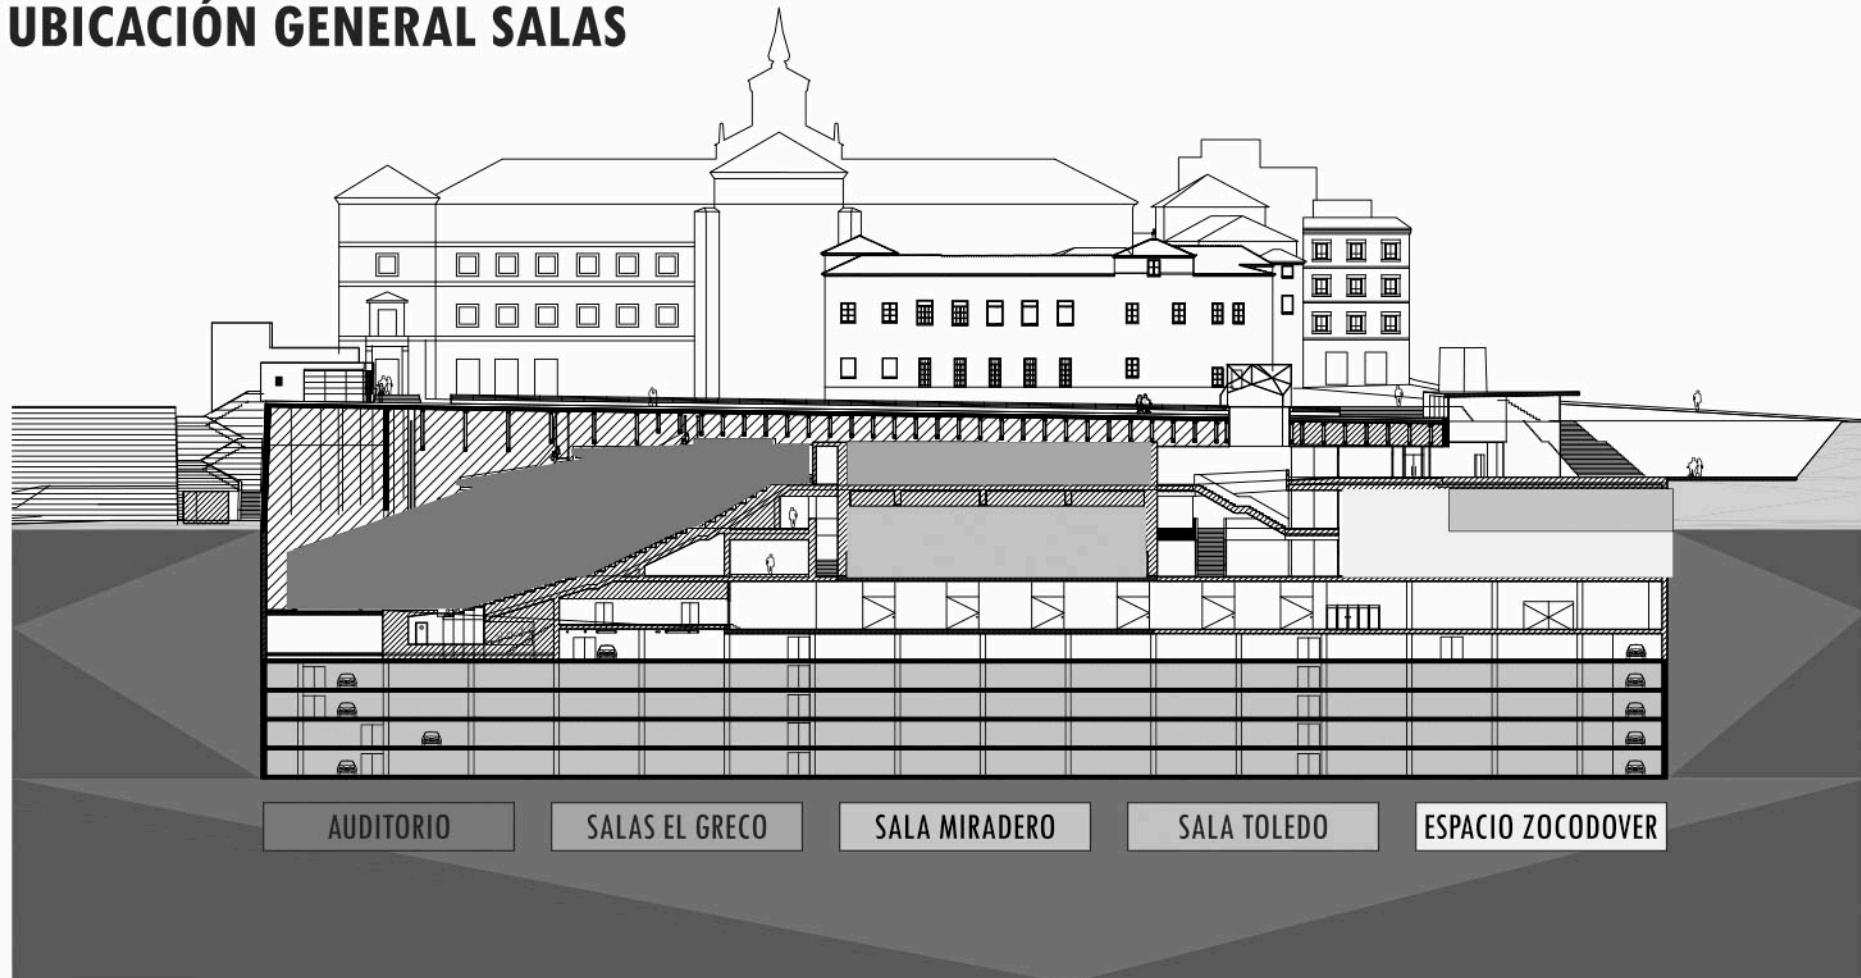 UBICACIÓN GENERAL SALAS
AUDITORIO
SALAS EL GRECO
SALA MIRADERO
SALA TOLEDO
ESPACIO ZOCODOVER